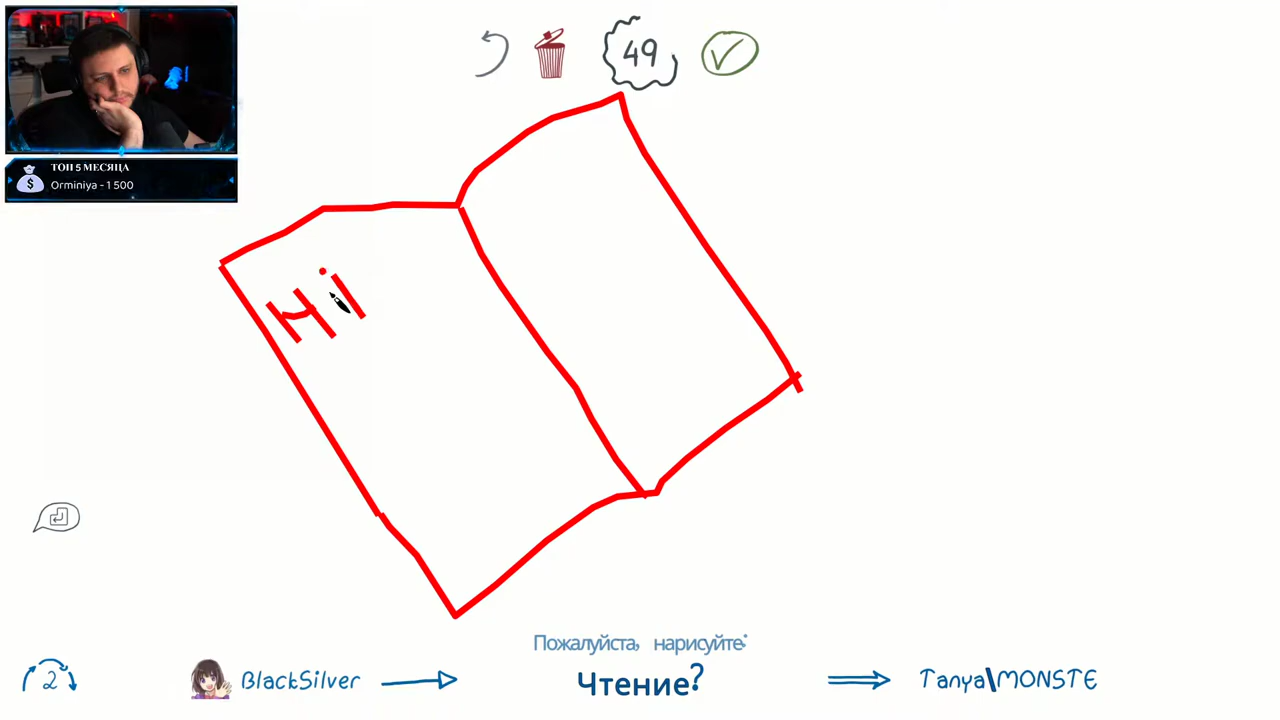 49
ТОП 5 МЕСЯЦА
$
Orminiya - 1 500
Hi
Пожалуйста, нарисуйте:
2
BlackSilver
Чтение?
Tanya\MONSTE